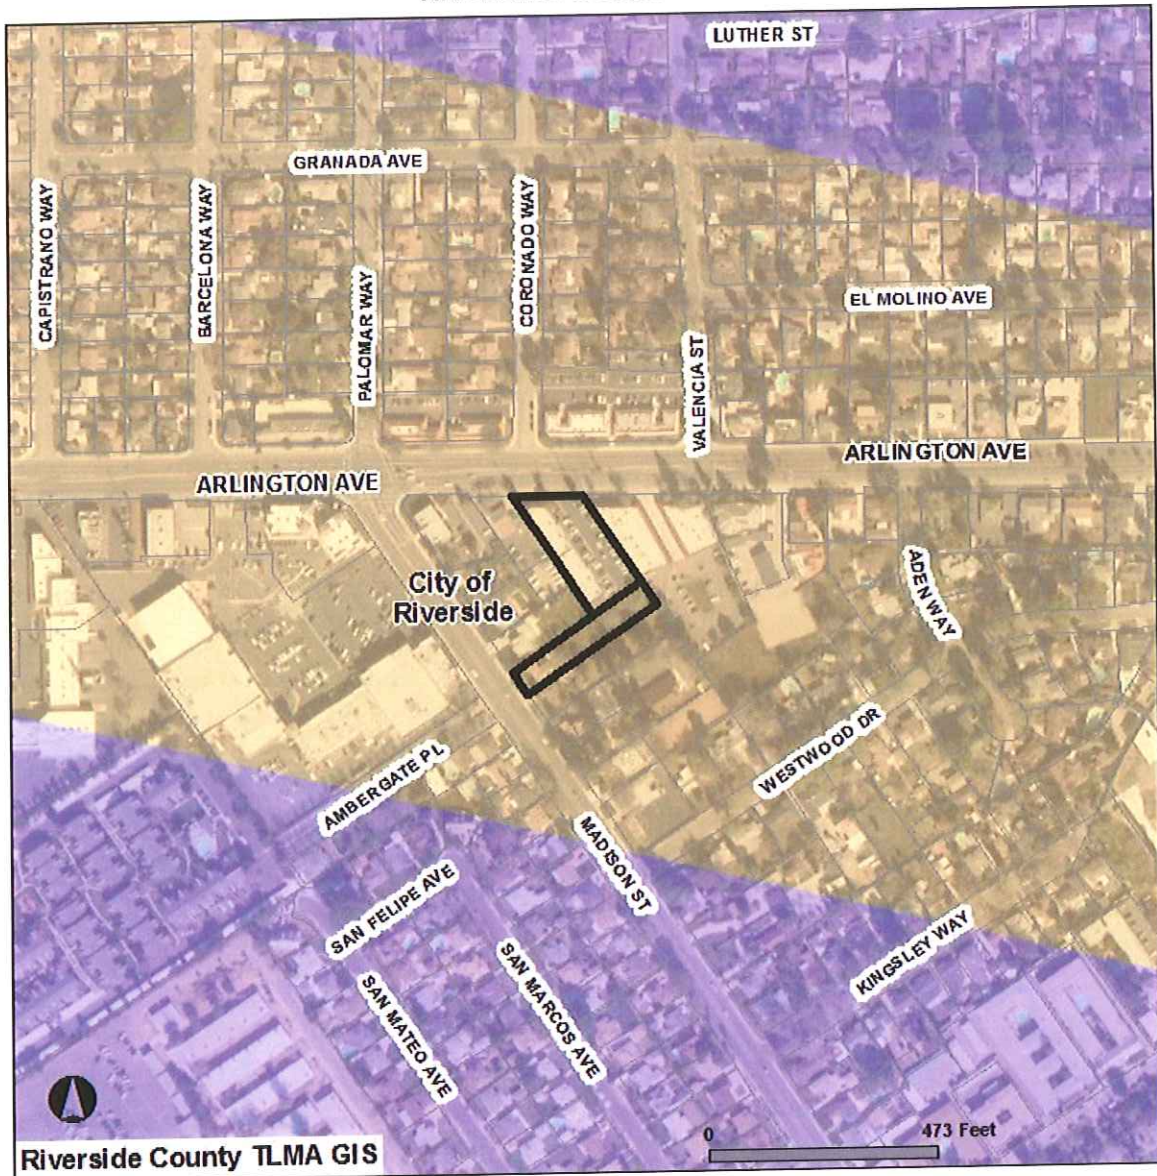 LUTHER ST
GRANADA AVE
CAPISTRANO WAY
BARCELONA WAY
PALOMAR WAY
CORONADO WAY
EL MOLINO AVE
VALENCIA ST
ARLINGTON AVE
ARLINGTON AVE
City of
Riverside
ADEN WAY
WESTWOOD DR
AMBERGATE PL
MADISON ST
SAN FELIPE AVE
KINGSLEY WAY
SAN MARCOS AVE
SAN MATEO AVE
0
473 Feet
Riverside County TLMA GIS